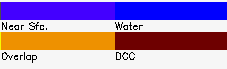 Near Sfc. Water
Overlap DCC